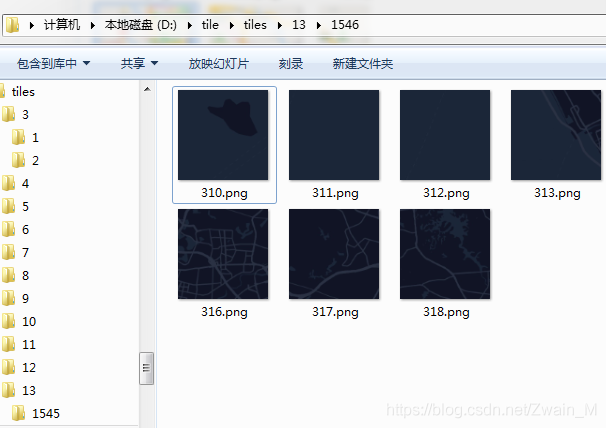 计算机 ▸ 本地磁盘 (D:) ▸ tile ▸ tiles ▸ 13 ▸ 1546
包含到库中 共享 放映幻灯片 刻录 新建文件夹
tiles
3
1
2
4
5
6
7
8
9
10
11
12
13
1545
310.png 311.png 312.png 313.png
316.png 317.png 318.png
https://blog.csdn.net/Zwain_M